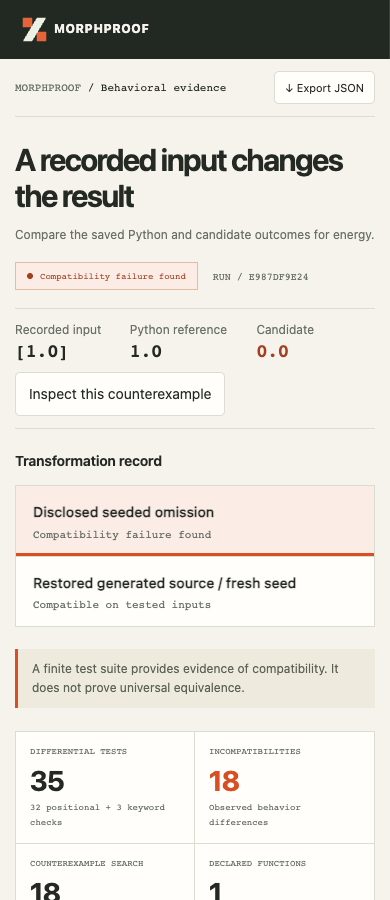 MORPHPROOF
MORPHPROOF / Behavioral evidence
↓ Export JSON
A recorded input changes
the result
Compare the saved Python and candidate outcomes for energy.
Compatibility failure found
RUN / E987DF9E24
Recorded input
[1.0]
Python reference
1.0
Candidate
0.0
Inspect this counterexample
Transformation record
Disclosed seeded omission
Compatibility failure found
Restored generated source / fresh seed
Compatible on tested inputs
A finite test suite provides evidence of compatibility. It
does not prove universal equivalence.
DIFFERENTIAL TESTS
35
32 positional + 3 keyword
checks
INCOMPATIBILITIES
18
Observed behavior
differences
COUNTEREXAMPLE SEARCH
18
DECLARED FUNCTIONS
1